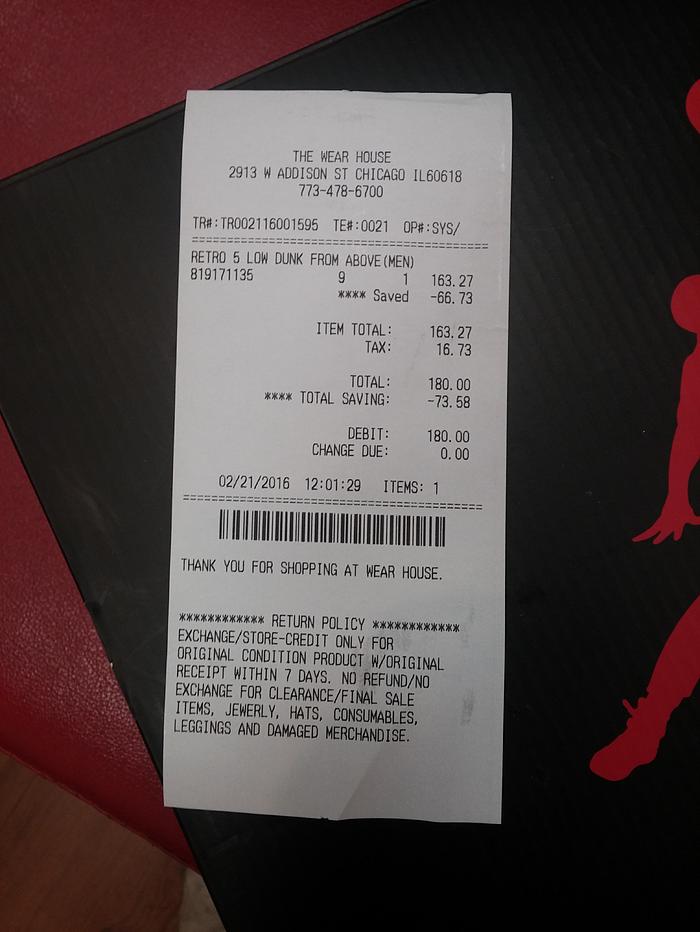 THE WEAR HOUSE
2913 W ADDISON ST CHICAGO IL60618
773-478-6700
TR#:TR002116001595 TE#:0021 OP#:SYS/
==================================================
RETRO 5 LOW DUNK FROM ABOVE(MEN)
819171135 9 1 163.27
**** Saved -66.73
ITEM TOTAL: 163.27
TAX: 16.73
TOTAL: 180.00
**** TOTAL SAVING: -73.58
DEBIT: 180.00
CHANGE DUE: 0.00
02/21/2016 12:01:29 ITEMS: 1
==================================================
THANK YOU FOR SHOPPING AT WEAR HOUSE.
************ RETURN POLICY ************
EXCHANGE/STORE-CREDIT ONLY FOR
ORIGINAL CONDITION PRODUCT W/ORIGINAL
RECEIPT WITHIN 7 DAYS. NO REFUND/NO
EXCHANGE FOR CLEARANCE/FINAL SALE
ITEMS, JEWERLY, HATS, CONSUMABLES,
LEGGINGS AND DAMAGED MERCHANDISE.